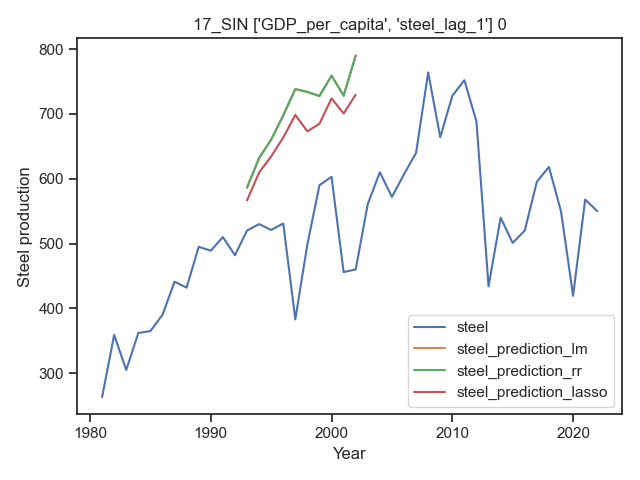 17_SIN ['GDP_per_capita', 'steel_lag_1'] 0
800
700
600
500
400
300
Steel production
1980
1990
2000
2010
2020
Year
steel
steel_prediction_lm
steel_prediction_rr
steel_prediction_lasso